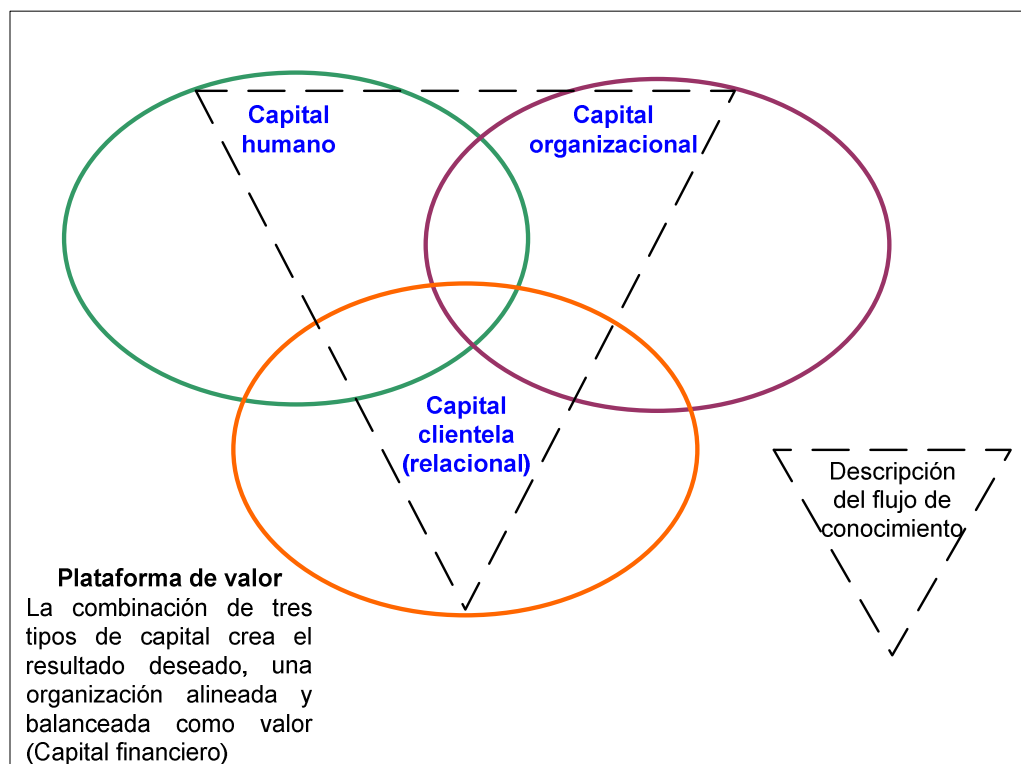 Capital
humano
Capital
organizacional
Capital
clientela
(relacional)
Descripción
del flujo de
conocimiento
Plataforma de valor
La combinación de tres
tipos de capital crea el
resultado deseado, una
organización alineada y
balanceada como valor
(Capital financiero)